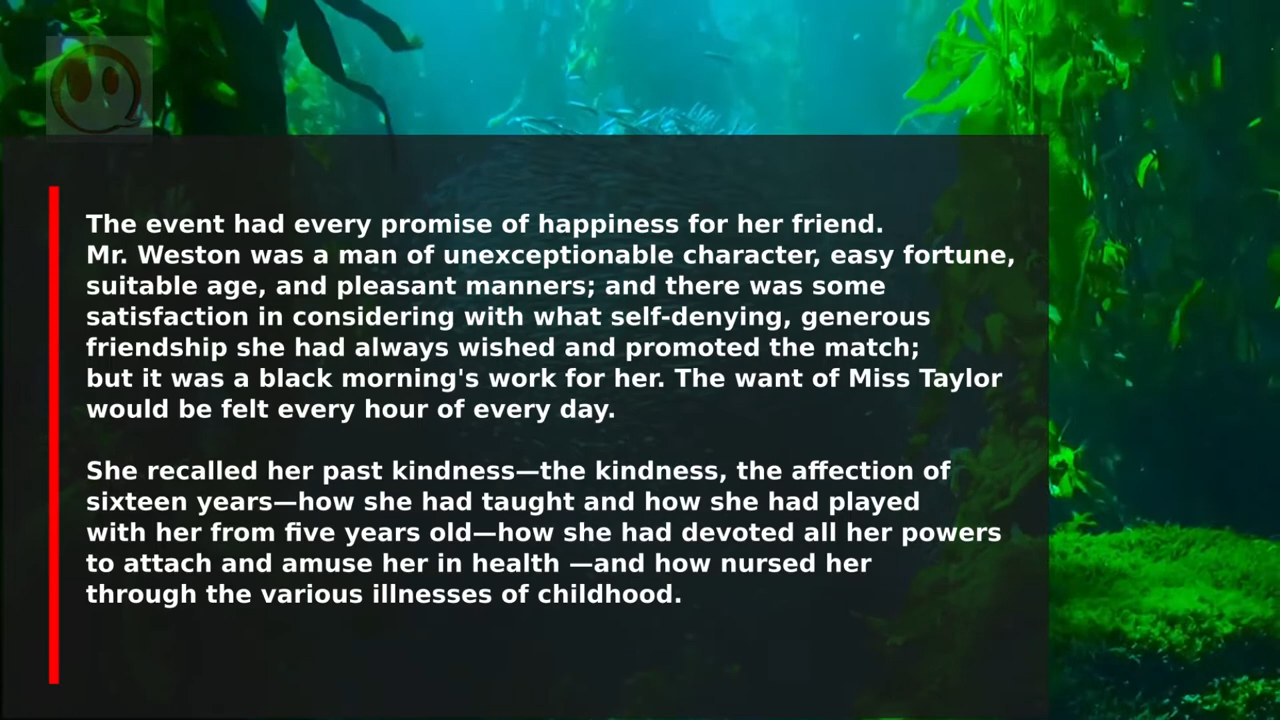 The event had every promise of happiness for her friend.
Mr. Weston was a man of unexceptionable character, easy fortune,
suitable age, and pleasant manners; and there was some
satisfaction in considering with what self-denying, generous
friendship she had always wished and promoted the match;
but it was a black morning's work for her. The want of Miss Taylor
would be felt every hour of every day.

She recalled her past kindness—the kindness, the affection of
sixteen years—how she had taught and how she had played
with her from five years old—how she had devoted all her powers
to attach and amuse her in health —and how nursed her
through the various illnesses of childhood.